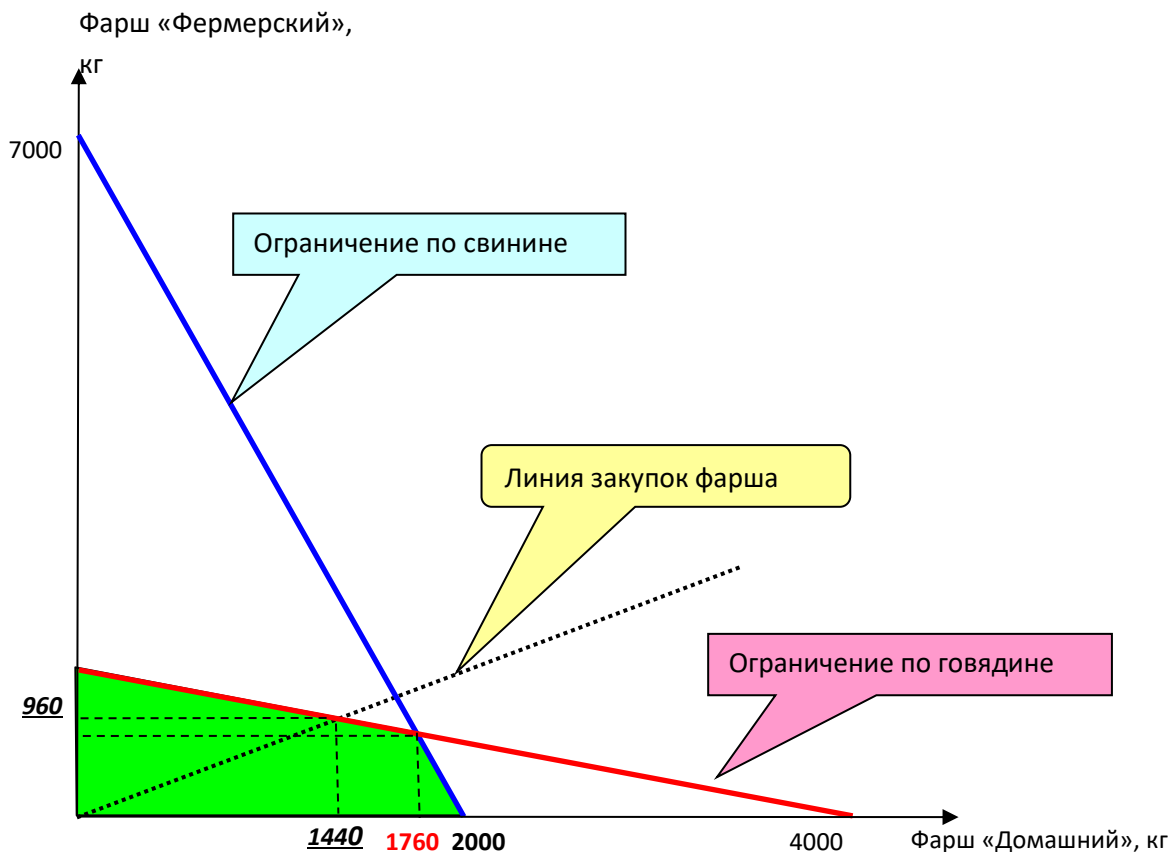 Фарш «Фермерский»,
кг
7000
Ограничение по свинине
Линия закупок фарша
Ограничение по говядине
960
1440 1760 2000 4000 Фарш «Домашний», кг